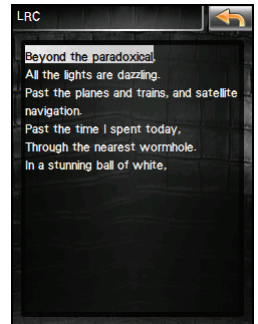 LRC
Beyond the paradoxical.
All the lights are dazzling.
Past the planes and trains, and satellite
navigation.
Past the time I spent today,
Through the nearest wormhole.
In a stunning ball of white,